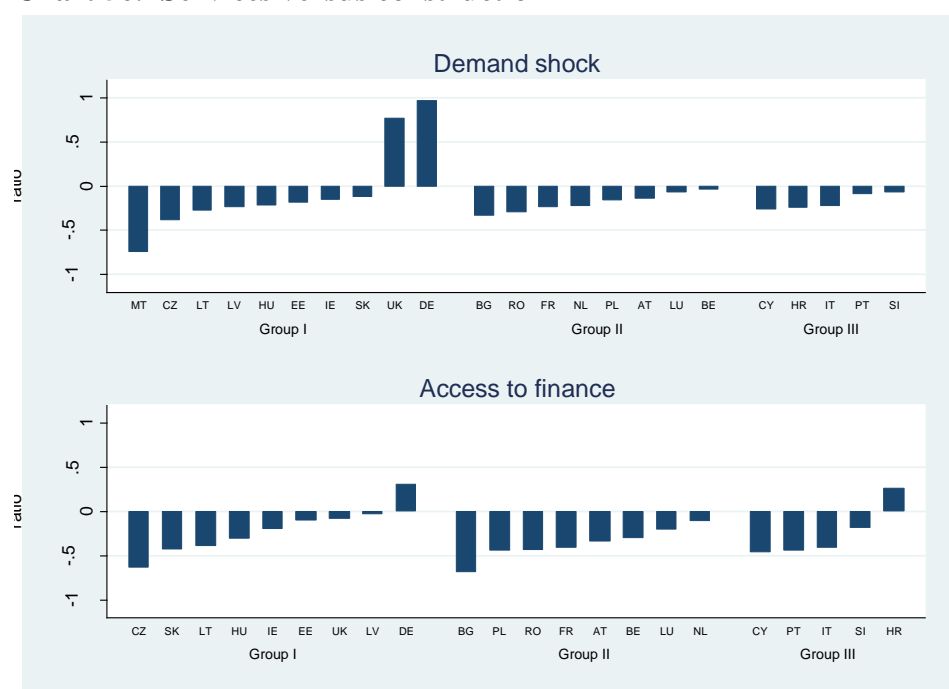 Demand shock
1
.5
0
-.5
-1
ratio
MT CZ LT LV HU EE IE SK UK DE BG RO FR NL PL AT LU BE CY HR IT PT SI
Group I Group II Group III
Access to finance
1
.5
0
-.5
-1
ratio
CZ SK LT HU IE EE UK LV DE BG PL RO FR AT BE LU NL CY PT IT SI HR
Group I Group II Group III